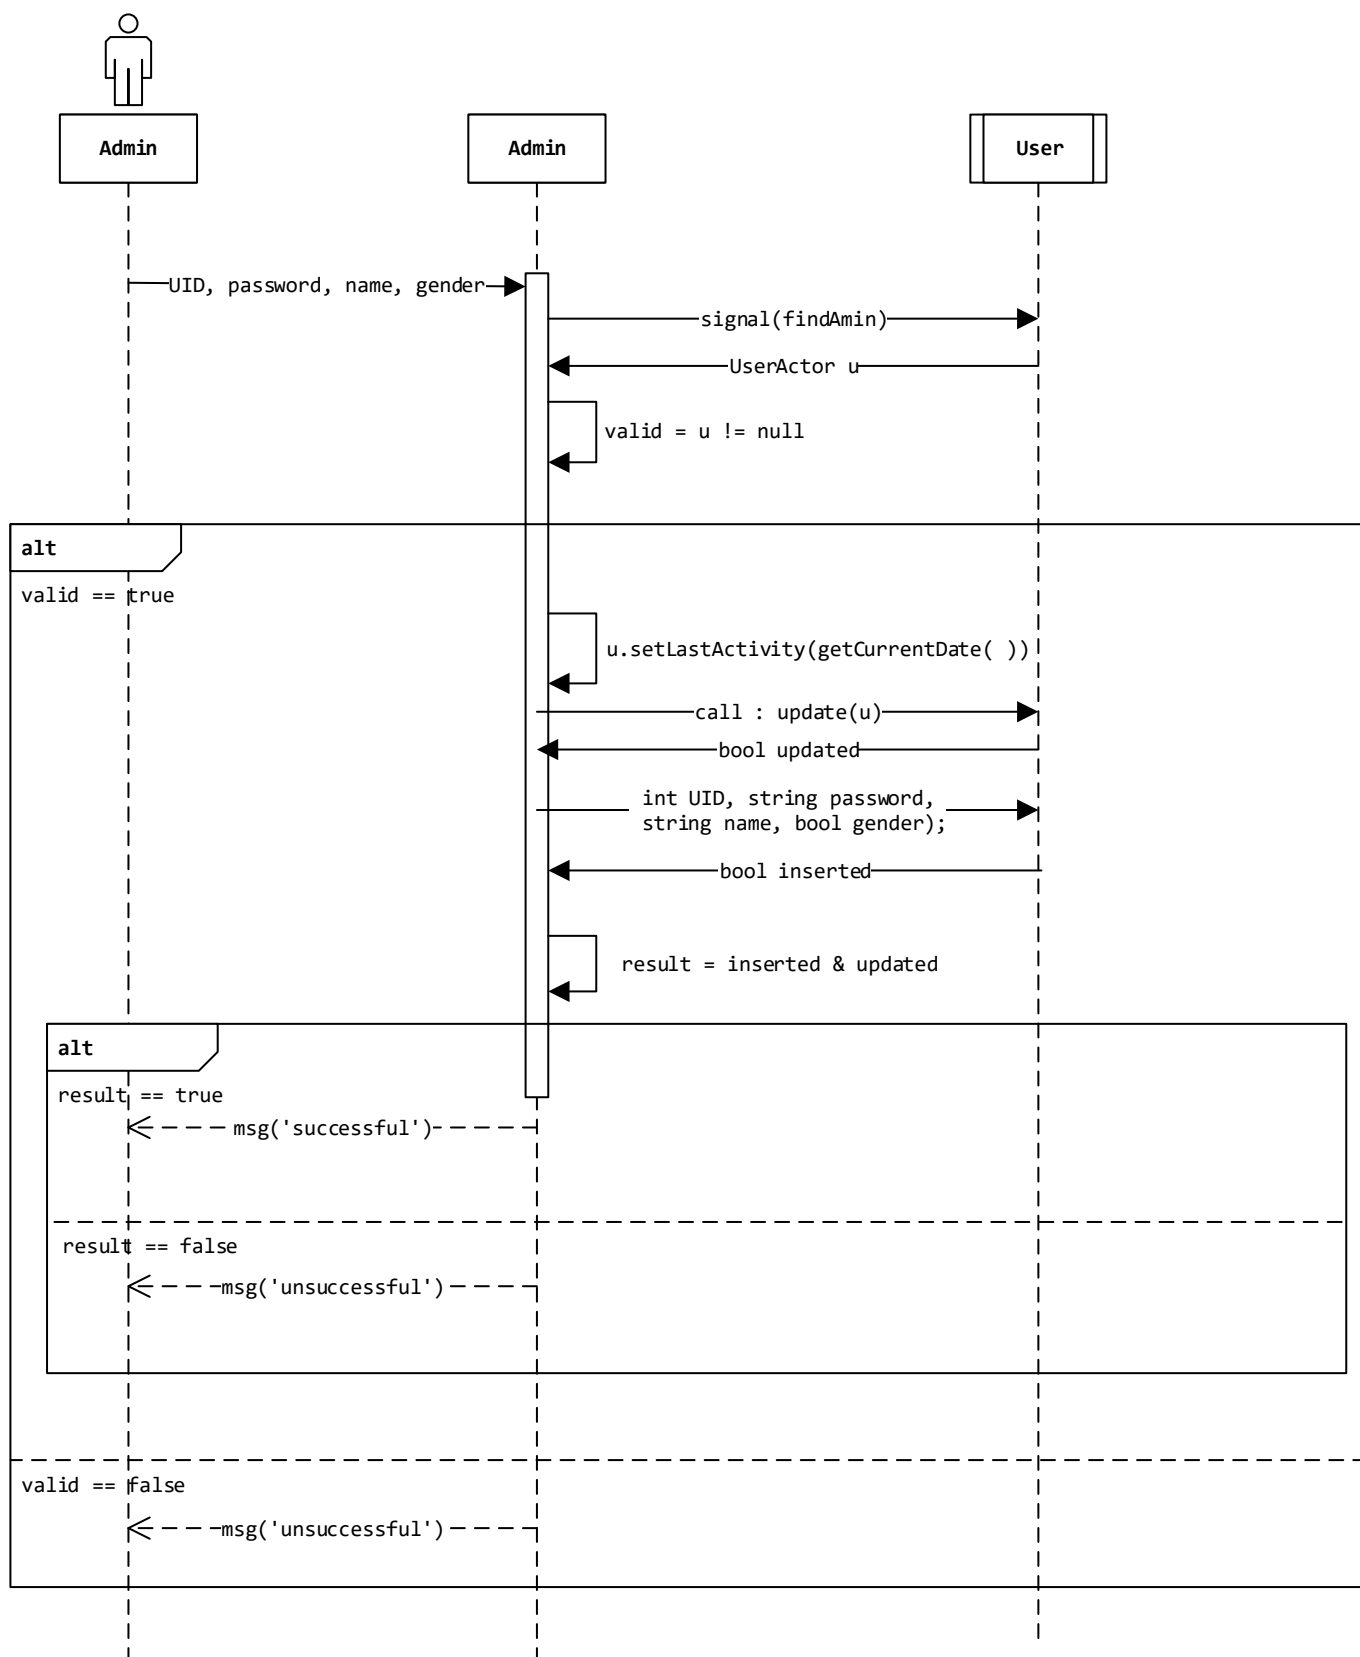 Admin
Admin
User
UID, password, name, gender
signal(findAmin)
UserActor u
valid = u != null
alt
valid == true
u.setLastActivity(getCurrentDate( ))
call : update(u)
bool updated
int UID, string password,
string name, bool gender);
bool inserted
result = inserted & updated
alt
result == true
msg('successful')
result == false
msg('unsuccessful')
valid == false
msg('unsuccessful')